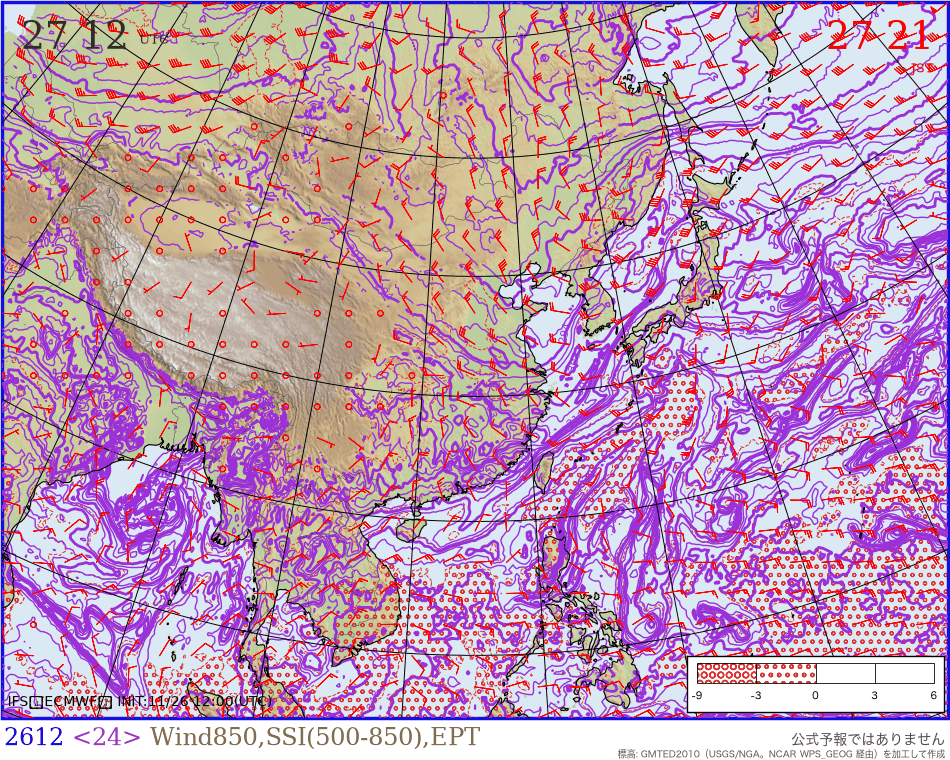 27 12 UTC
27 21
JST
IPS□ECMWF□ INIT:11/26 12:00(UTC)
-9 -3 0 3 6
2612 <24> Wind850,SSI(500-850),EPT
公式予報ではありません
標高: GMTED2010（USGS/NGA。NCAR WPS_GEOG 経由）を加工して作成